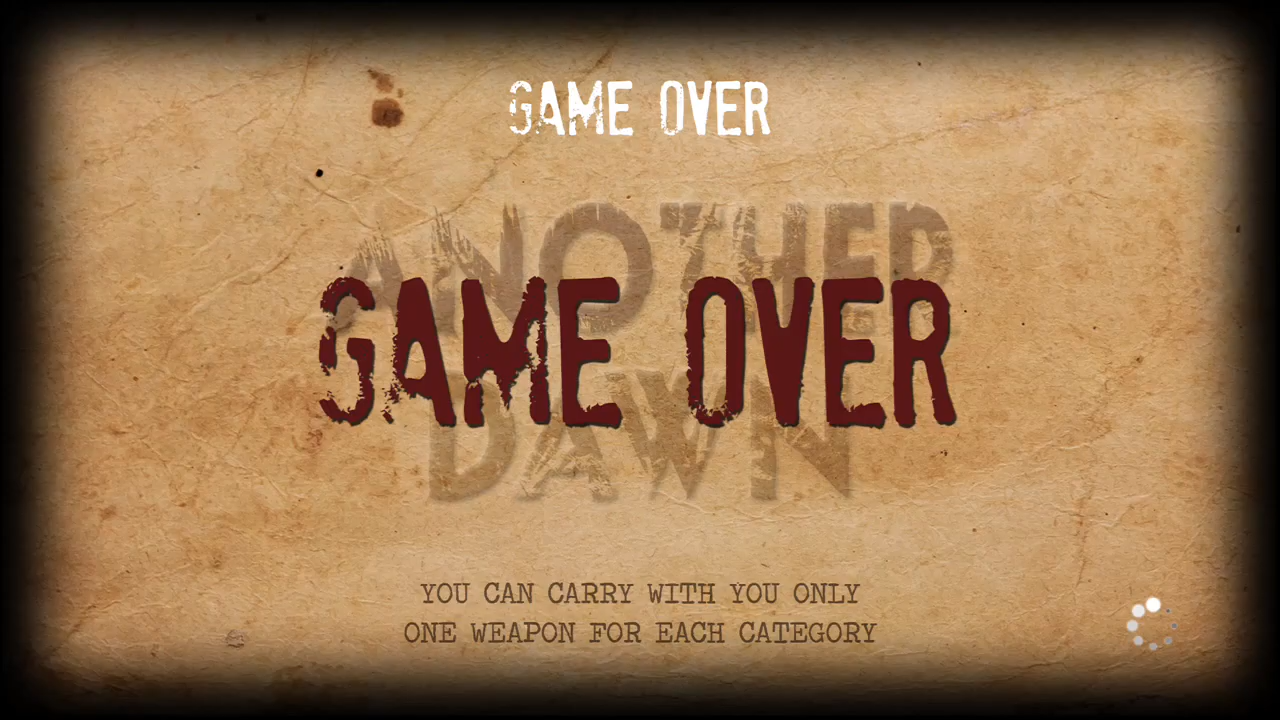 GAME OVER
ANOTHER
GAME OVER
DAWN
YOU CAN CARRY WITH YOU ONLY
ONE WEAPON FOR EACH CATEGORY